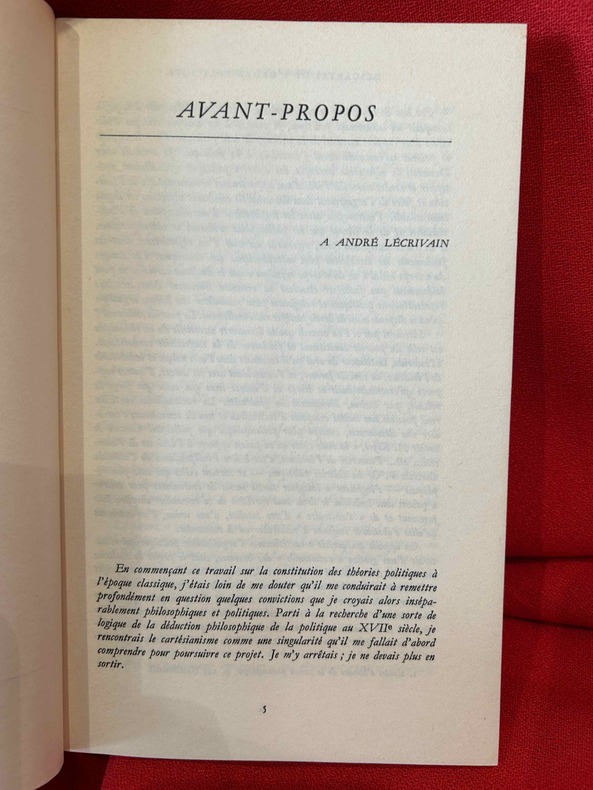 AVANT-PROPOS
A ANDRÉ LÉCRIVAIN
En commençant ce travail sur la constitution des théories politiques à
l'époque classique, j'étais loin de me douter qu'il me conduirait à remettre
profondément en question quelques convictions que je croyais alors insépa-
rablement philosophiques et politiques. Parti à la recherche d'une sorte de
logique de la déduction philosophique de la politique au XVIIe siècle, je
rencontrais le cartésianisme comme une singularité qu'il me fallait d'abord
comprendre pour poursuivre ce projet. Je m'y arrêtais ; je ne devais plus en
sortir.
5